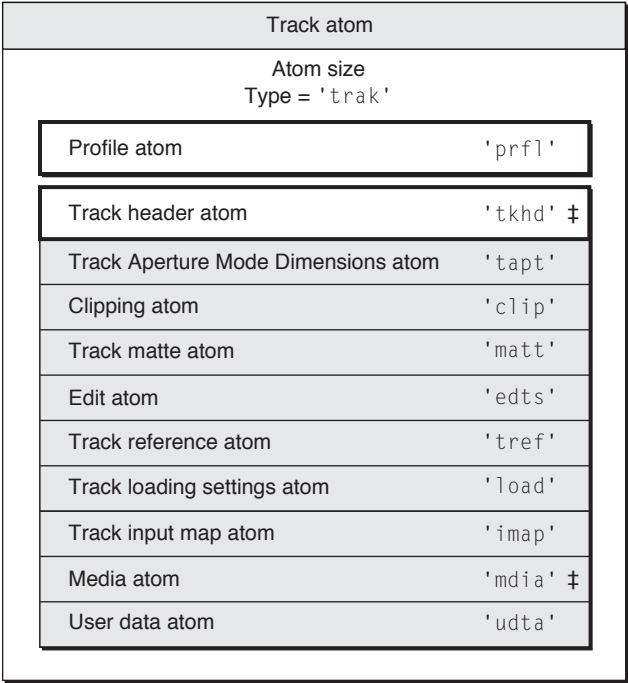 Track atom
Atom size
Type = 'trak'
Profile atom 'prfl'
Track header atom 'tkhd' ‡
Track Aperture Mode Dimensions atom 'tapt'
Clipping atom 'clip'
Track matte atom 'matt'
Edit atom 'edts'
Track reference atom 'tref'
Track loading settings atom 'load'
Track input map atom 'imap'
Media atom 'mdia' ‡
User data atom 'udta'